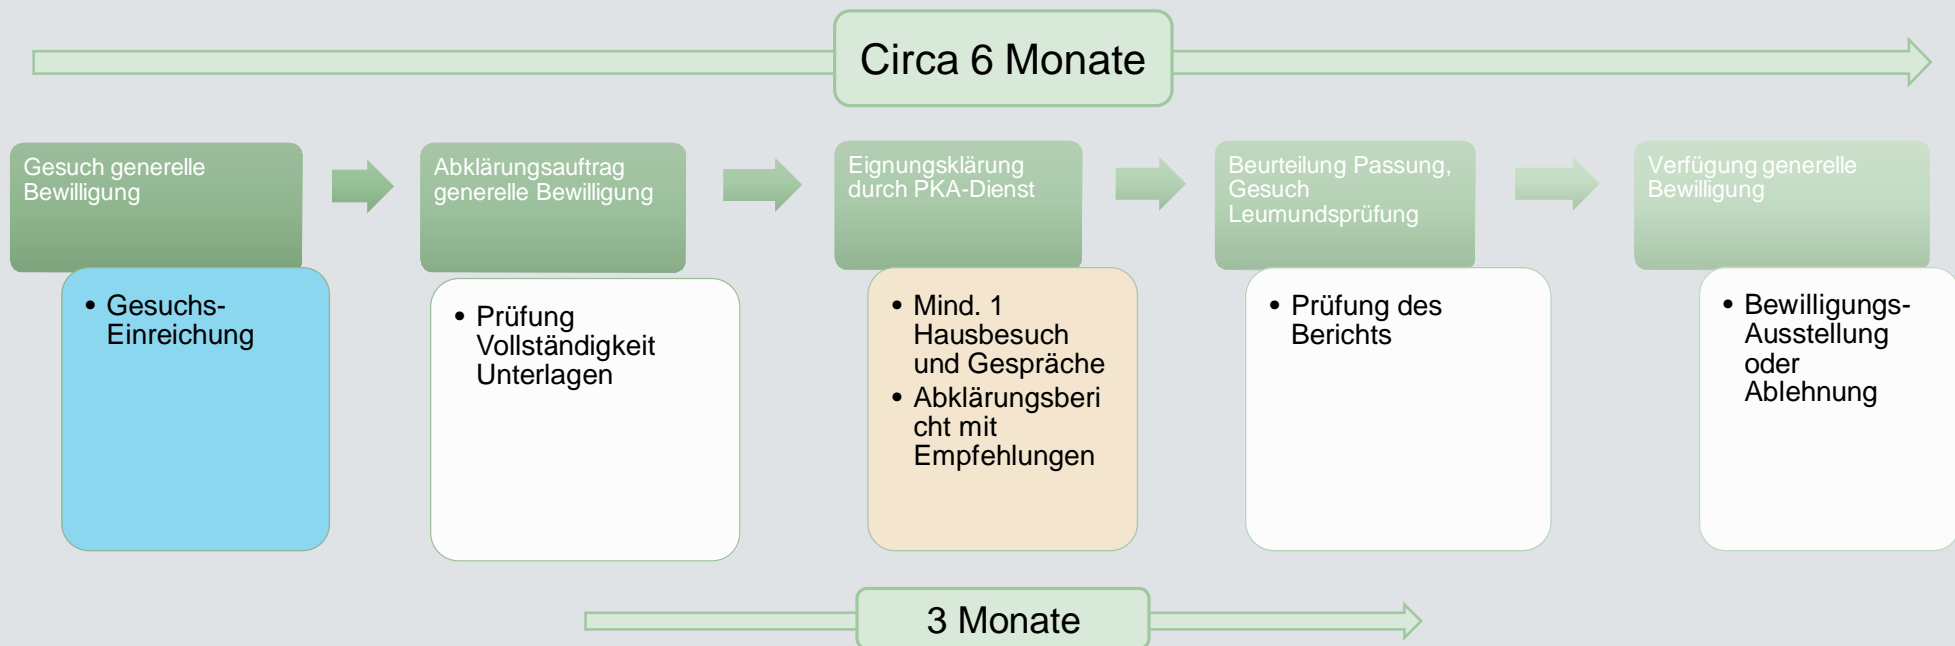 Circa 6 Monate
Gesuch generelle
Bewilligung
Abklärungsauftrag
generelle Bewilligung
Eignungsklärung
durch PKA-Dienst
Beurteilung Passung,
Gesuch
Leumundsprüfung
Verfügung generelle
Bewilligung
• Gesuchs-
Einreichung
• Prüfung
Vollständigkeit
Unterlagen
• Mind. 1
Hausbesuch
und Gespräche
• Abklärungsberi
cht mit
Empfehlungen
• Prüfung des
Berichts
• Bewilligungs-
Ausstellung
oder
Ablehnung
3 Monate